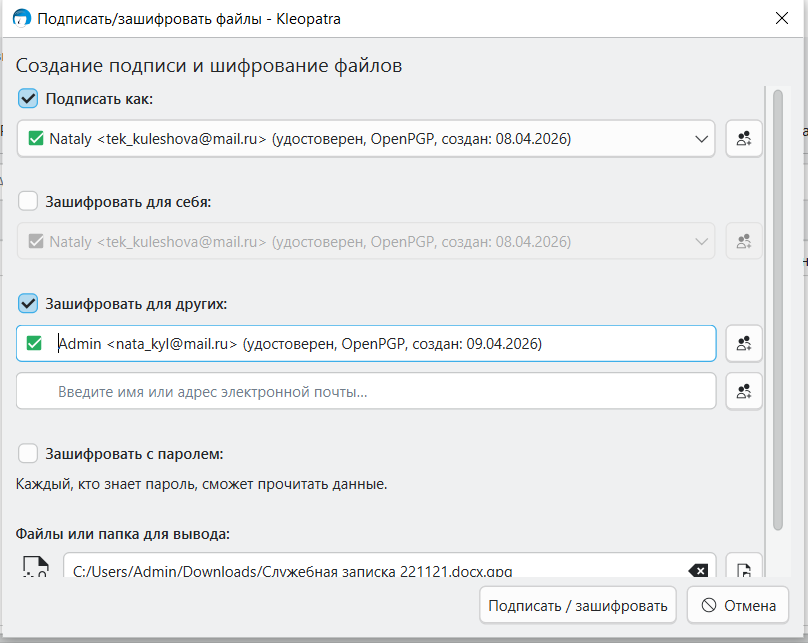 Подписать/зашифровать файлы - Kleopatra
Создание подписи и шифрование файлов
Подписать как:
Nataly <tek_kuleshova@mail.ru> (удостоверен, OpenPGP, создан: 08.04.2026)
Зашифровать для себя:
Nataly <tek_kuleshova@mail.ru> (удостоверен, OpenPGP, создан: 08.04.2026)
Зашифровать для других:
Admin <nata_kyl@mail.ru> (удостоверен, OpenPGP, создан: 09.04.2026)
Введите имя или адрес электронной почты...
Зашифровать с паролем:
Каждый, кто знает пароль, сможет прочитать данные.
Файлы или папка для вывода:
C:/Users/Admin/Downloads/Служебная записка 221121.docx.gpg
Подписать / зашифровать
Отмена